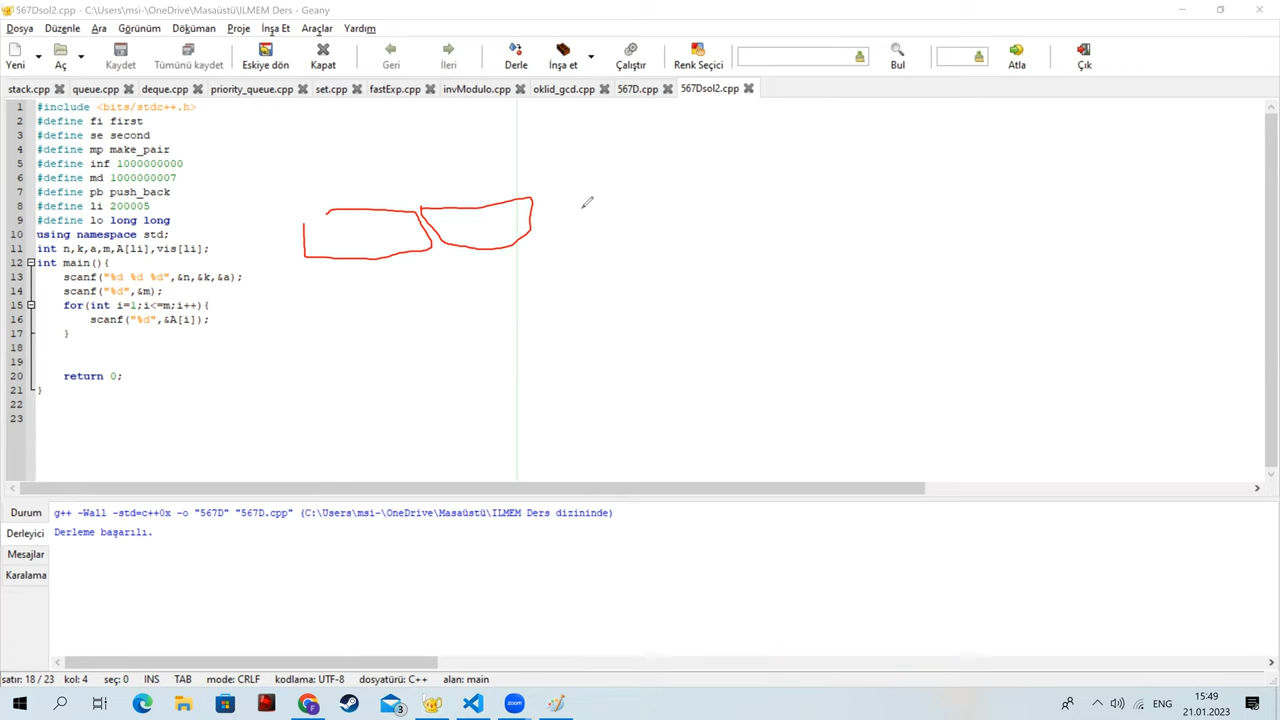 567Dsol2.cpp - C:\Users\msi-\OneDrive\Masaüstü\ILMEM Ders - Geany
Dosya Düzenle Ara Görünüm Döküman Proje İnşa Et Araçlar Yardım
Yeni Aç Kaydet Tümünü kaydet Eskiye dön Kapat Geri İleri Derle İnşa et Çalıştır Renk Seçici Bul Atla Çık
stack.cpp queue.cpp deque.cpp priority_queue.cpp set.cpp fastExp.cpp invModulo.cpp oklid_gcd.cpp 567D.cpp 567Dsol2.cpp
1 #include <bits/stdc++.h>
2 #define fi first
3 #define se second
4 #define mp make_pair
5 #define inf 1000000000
6 #define md 1000000007
7 #define pb push_back
8 #define li 200005
9 #define lo long long
10 using namespace std;
11 int n,k,a,m,A[li],vis[li];
12 int main(){
13 scanf("%d %d %d",&n,&k,&a);
14 scanf("%d",&m);
15 for(int i=1;i<=m;i++){
16 scanf("%d",&A[i]);
17 }
18
19
20 return 0;
21 }
22
23
Durum g++ -Wall -std=c++0x -o "567D" "567D.cpp" (C:\Users\msi-\OneDrive\Masaüstü\ILMEM Ders dizininde)
Derleyici Derleme başarılı.
Mesajlar
Karalama
satır: 18 / 23 kol: 4 seç: 0 INS TAB mode: CRLF kodlama: UTF-8 dosyatürü: C++ alan: main
3 zoom ENG 15:49
21.01.2023